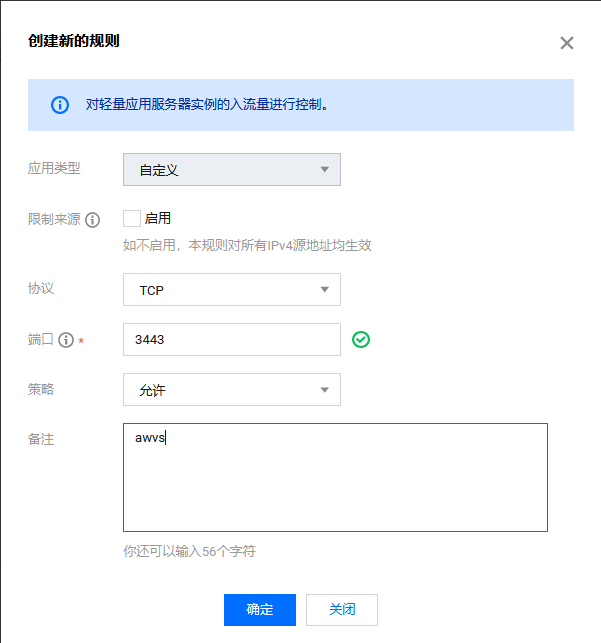 创建新的规则
对轻量应用服务器实例的入流量进行控制。
应用类型
自定义
限制来源
启用
如不启用，本规则对所有IPv4源地址均生效
协议
TCP
端口 *
3443
策略
允许
备注
awvs
你还可以输入56个字符
确定
关闭